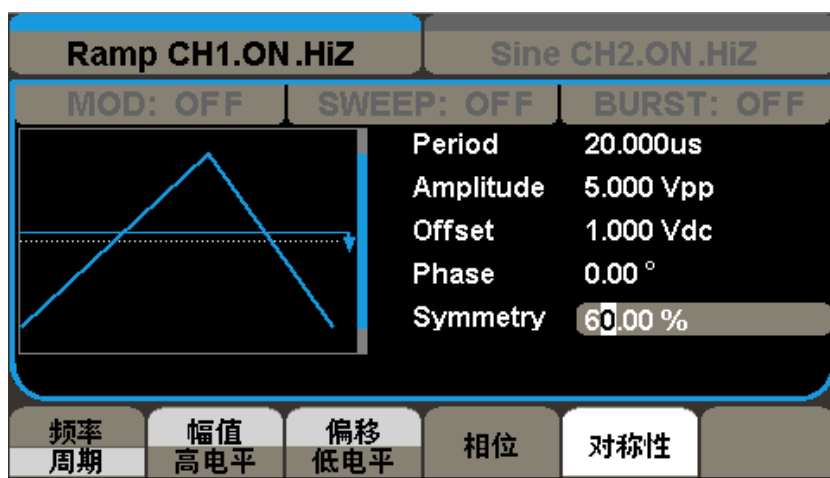 Ramp CH1.ON.HiZ
Sine CH2.ON.HiZ
MOD: OFF
SWEEP: OFF
BURST: OFF
Period 20.000us
Amplitude 5.000 Vpp
Offset 1.000 Vdc
Phase 0.00 °
Symmetry 60.00 %
频率
周期
幅值
高电平
偏移
低电平
相位
对称性